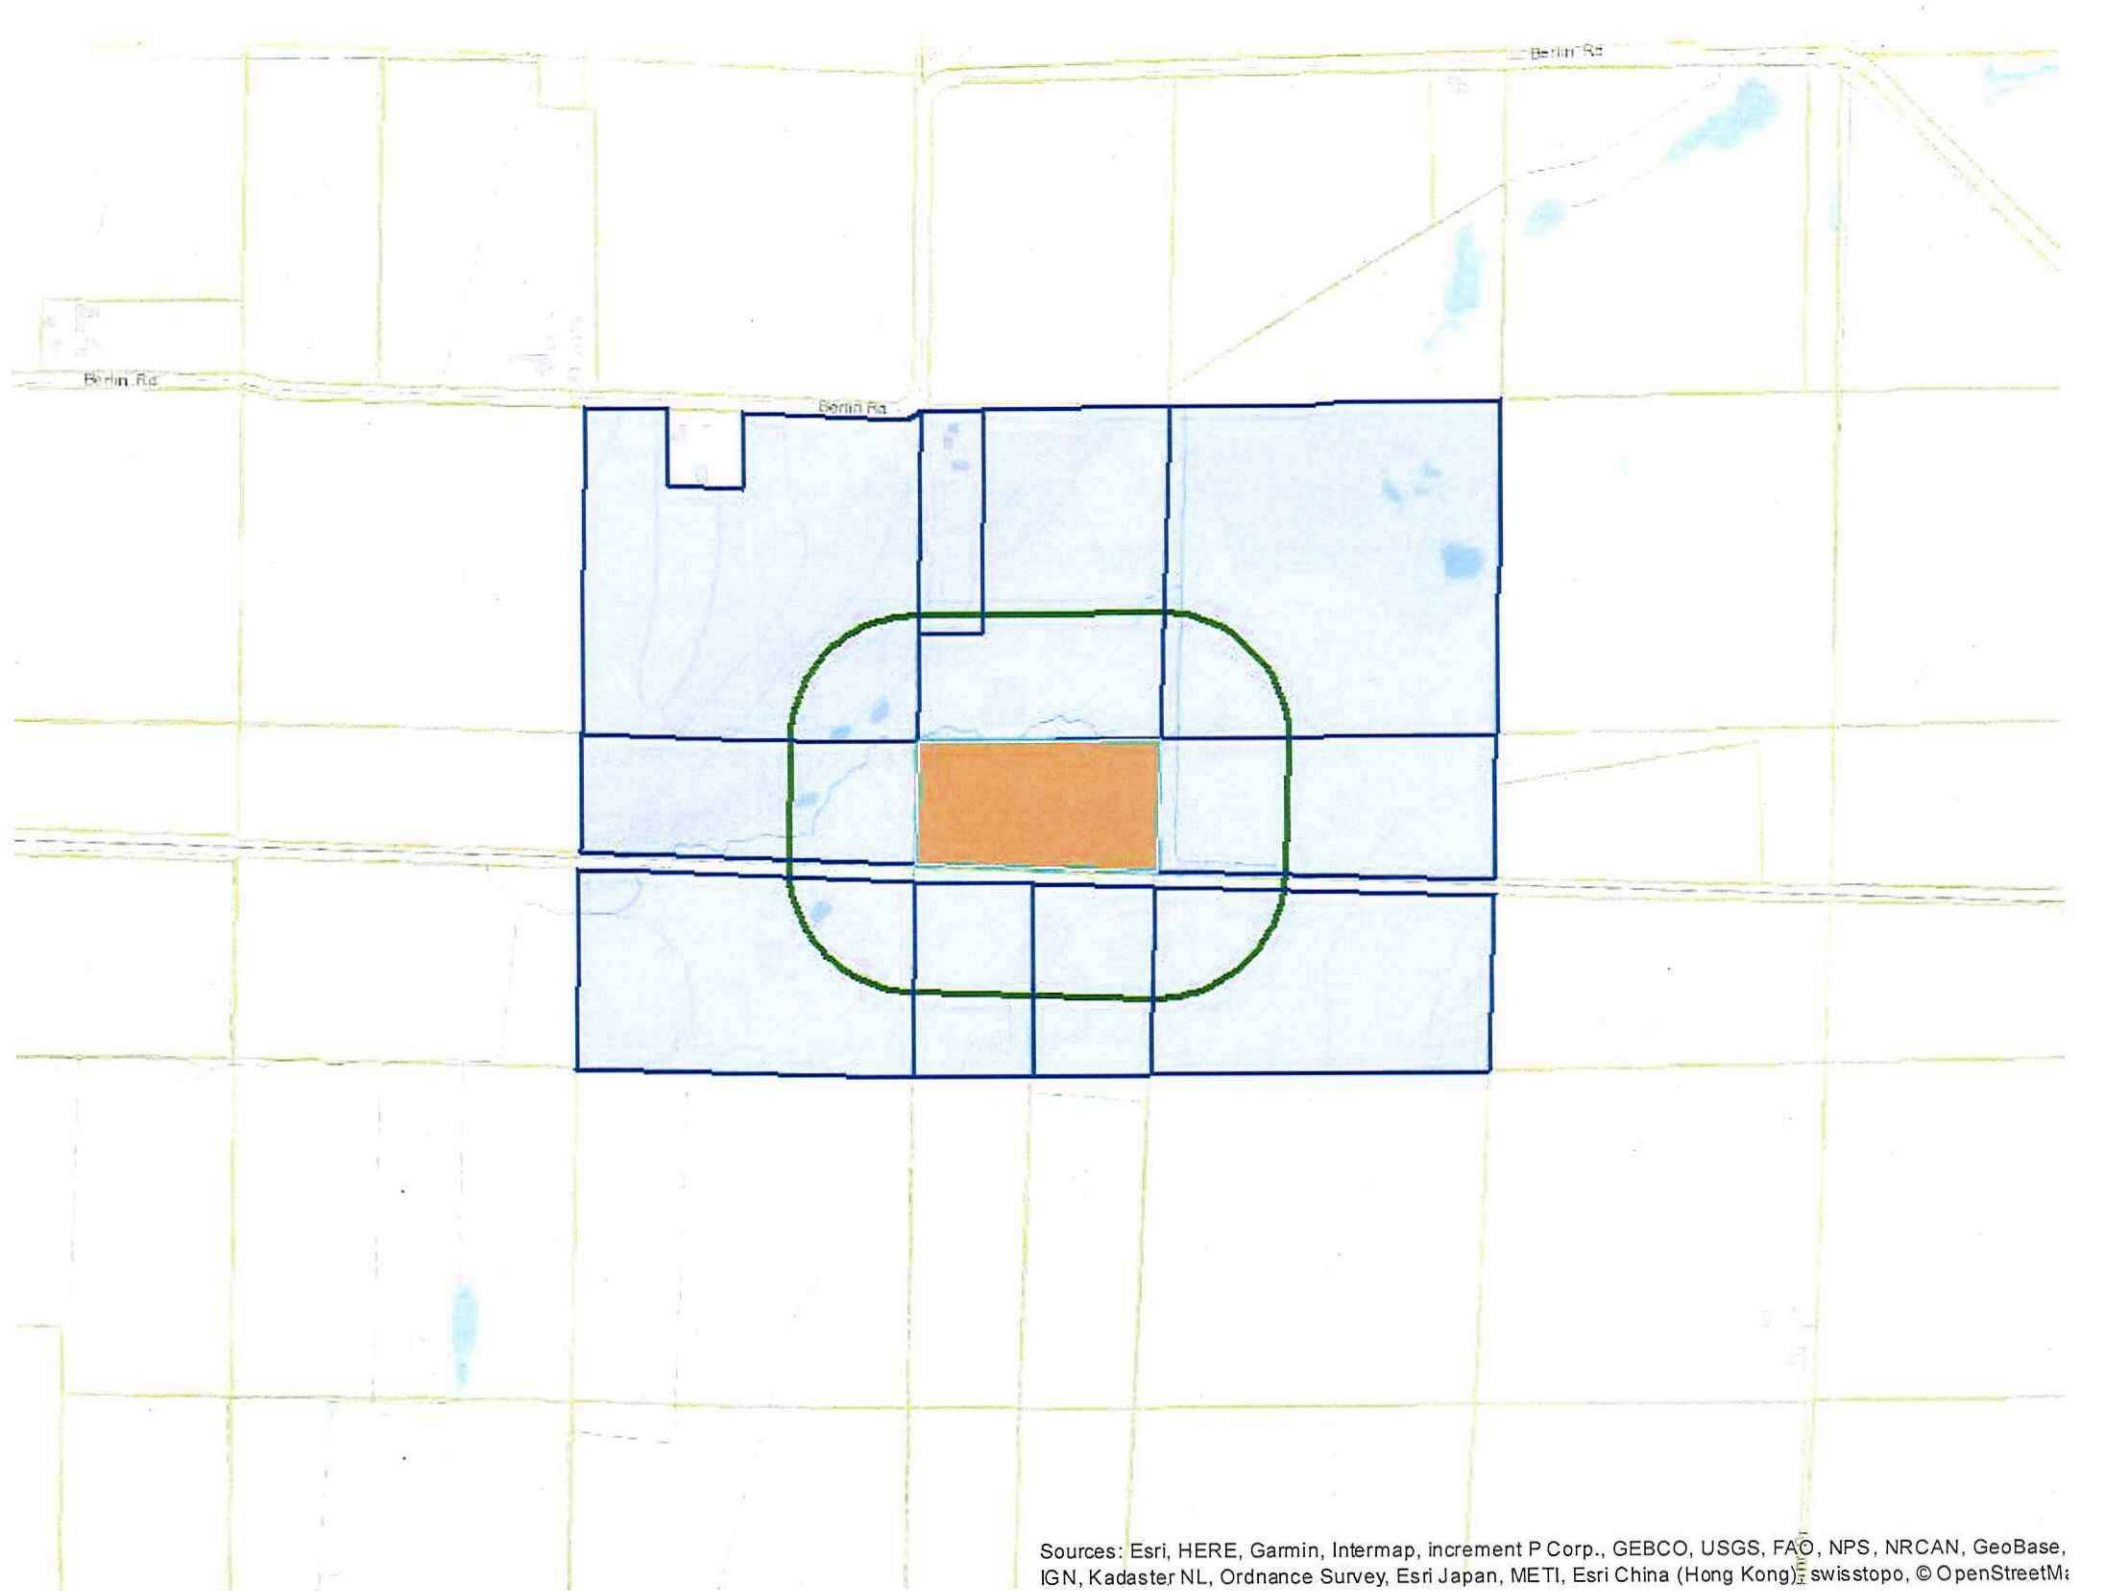 Berlin Rd
Berlin Rd
Berlin Rd
Sources: Esri, HERE, Garmin, Intermap, increment P Corp., GEBCO, USGS, FAO, NPS, NRCAN, GeoBase,
IGN, Kadaster NL, Ordnance Survey, Esri Japan, METI, Esri China (Hong Kong), swisstopo, © OpenStreetMa